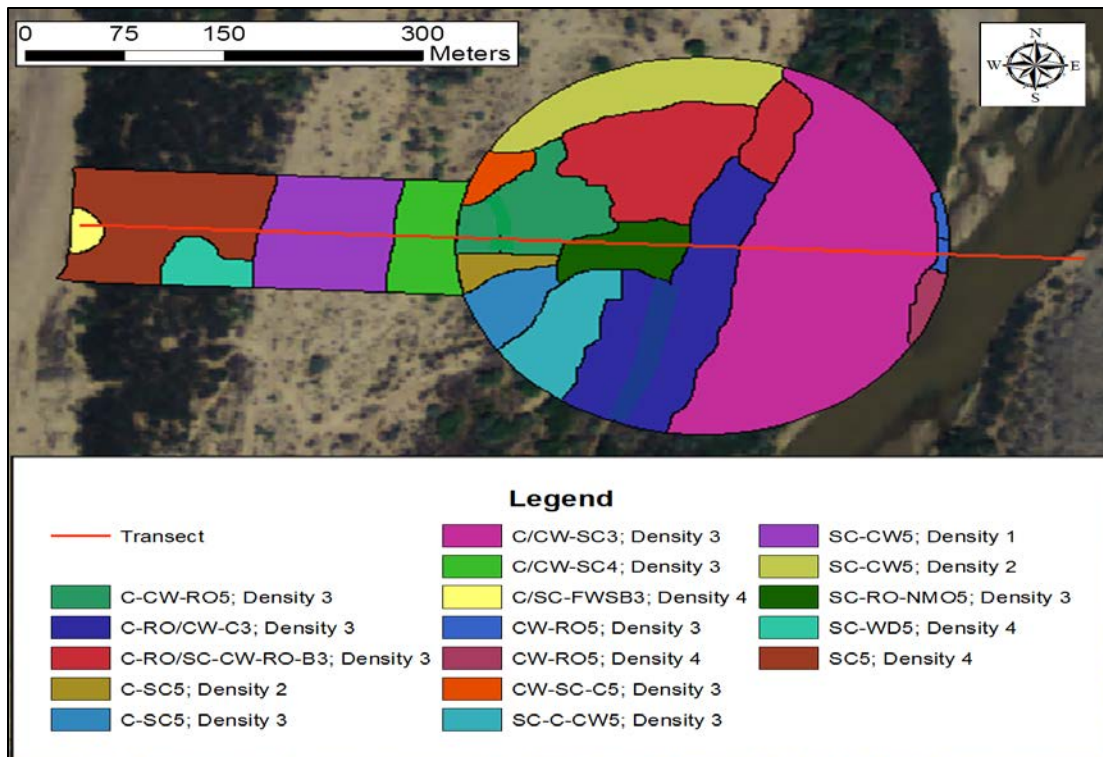 0 75 150 300
Meters
N
W E
S
Legend
Transect
C-CW-RO5; Density 3
C-RO/CW-C3; Density 3
C-RO/SC-CW-RO-B3; Density 3
C-SC5; Density 2
C-SC5; Density 3
C/CW-SC3; Density 3
C/CW-SC4; Density 3
C/SC-FWSB3; Density 4
CW-RO5; Density 3
CW-RO5; Density 4
CW-SC-C5; Density 3
SC-C-CW5; Density 3
SC-CW5; Density 1
SC-CW5; Density 2
SC-RO-NMO5; Density 3
SC-WD5; Density 4
SC5; Density 4